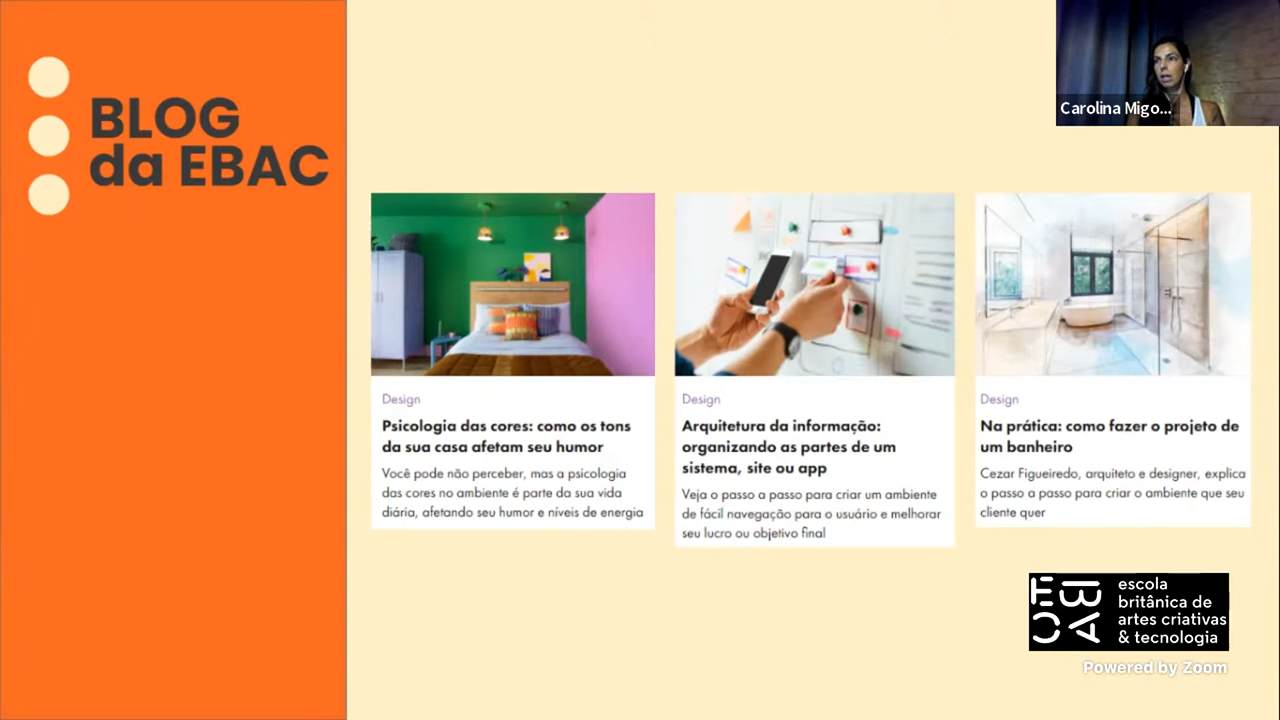 BLOG
da EBAC
Carolina Migo...
Design
Psicologia das cores: como os tons
da sua casa afetam seu humor
Você pode não perceber, mas a psicologia
das cores no ambiente é parte da sua vida
diária, afetando seu humor e níveis de energia
Design
Arquitetura da informação:
organizando as partes de um
sistema, site ou app
Veja o passo a passo para criar um ambiente
de fácil navegação para o usuário e melhorar
seu lucro ou objetivo final
Design
Na prática: como fazer o projeto de
um banheiro
Cezar Figueiredo, arquiteto e designer, explica
o passo a passo para criar o ambiente que seu
cliente quer
escola
britânica de
artes criativas
& tecnologia
Powered by Zoom